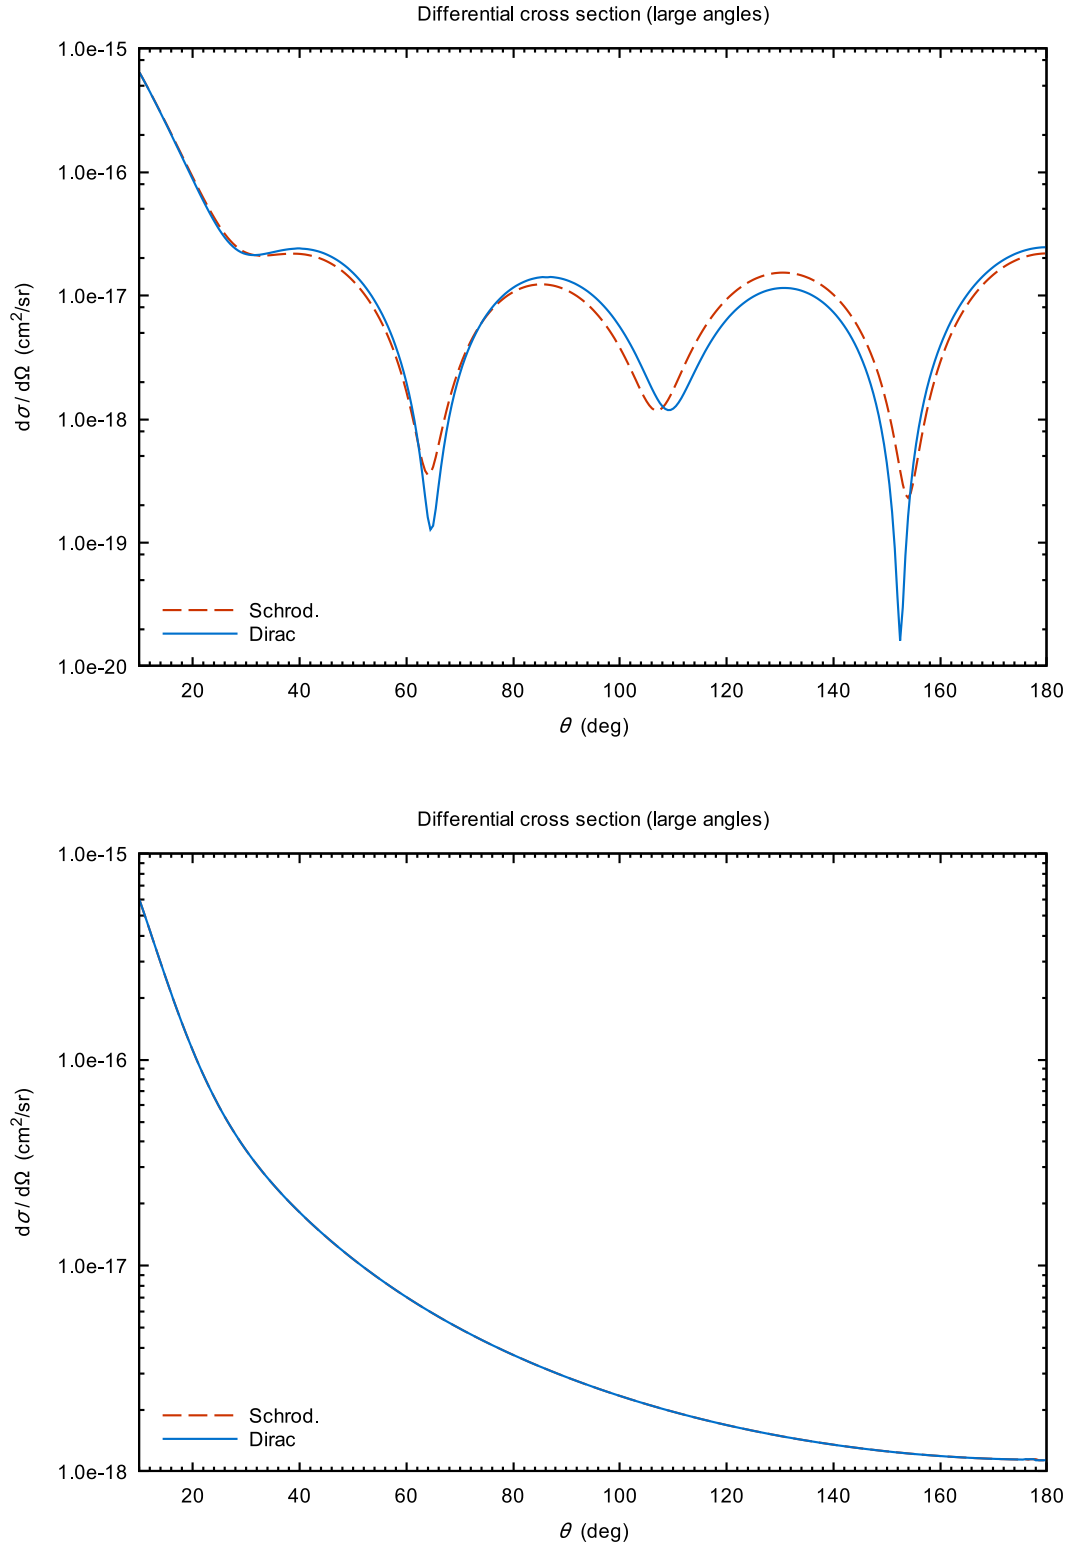 Differential cross section (large angles)
1.0e-15
1.0e-16
1.0e-17
1.0e-18
1.0e-19
1.0e-20
dσ/dΩ (cm²/sr)
Schrod.
Dirac
20 40 60 80 100 120 140 160 180
θ (deg)
Differential cross section (large angles)
1.0e-15
1.0e-16
1.0e-17
1.0e-18
dσ/dΩ (cm²/sr)
Schrod.
Dirac
20 40 60 80 100 120 140 160 180
θ (deg)